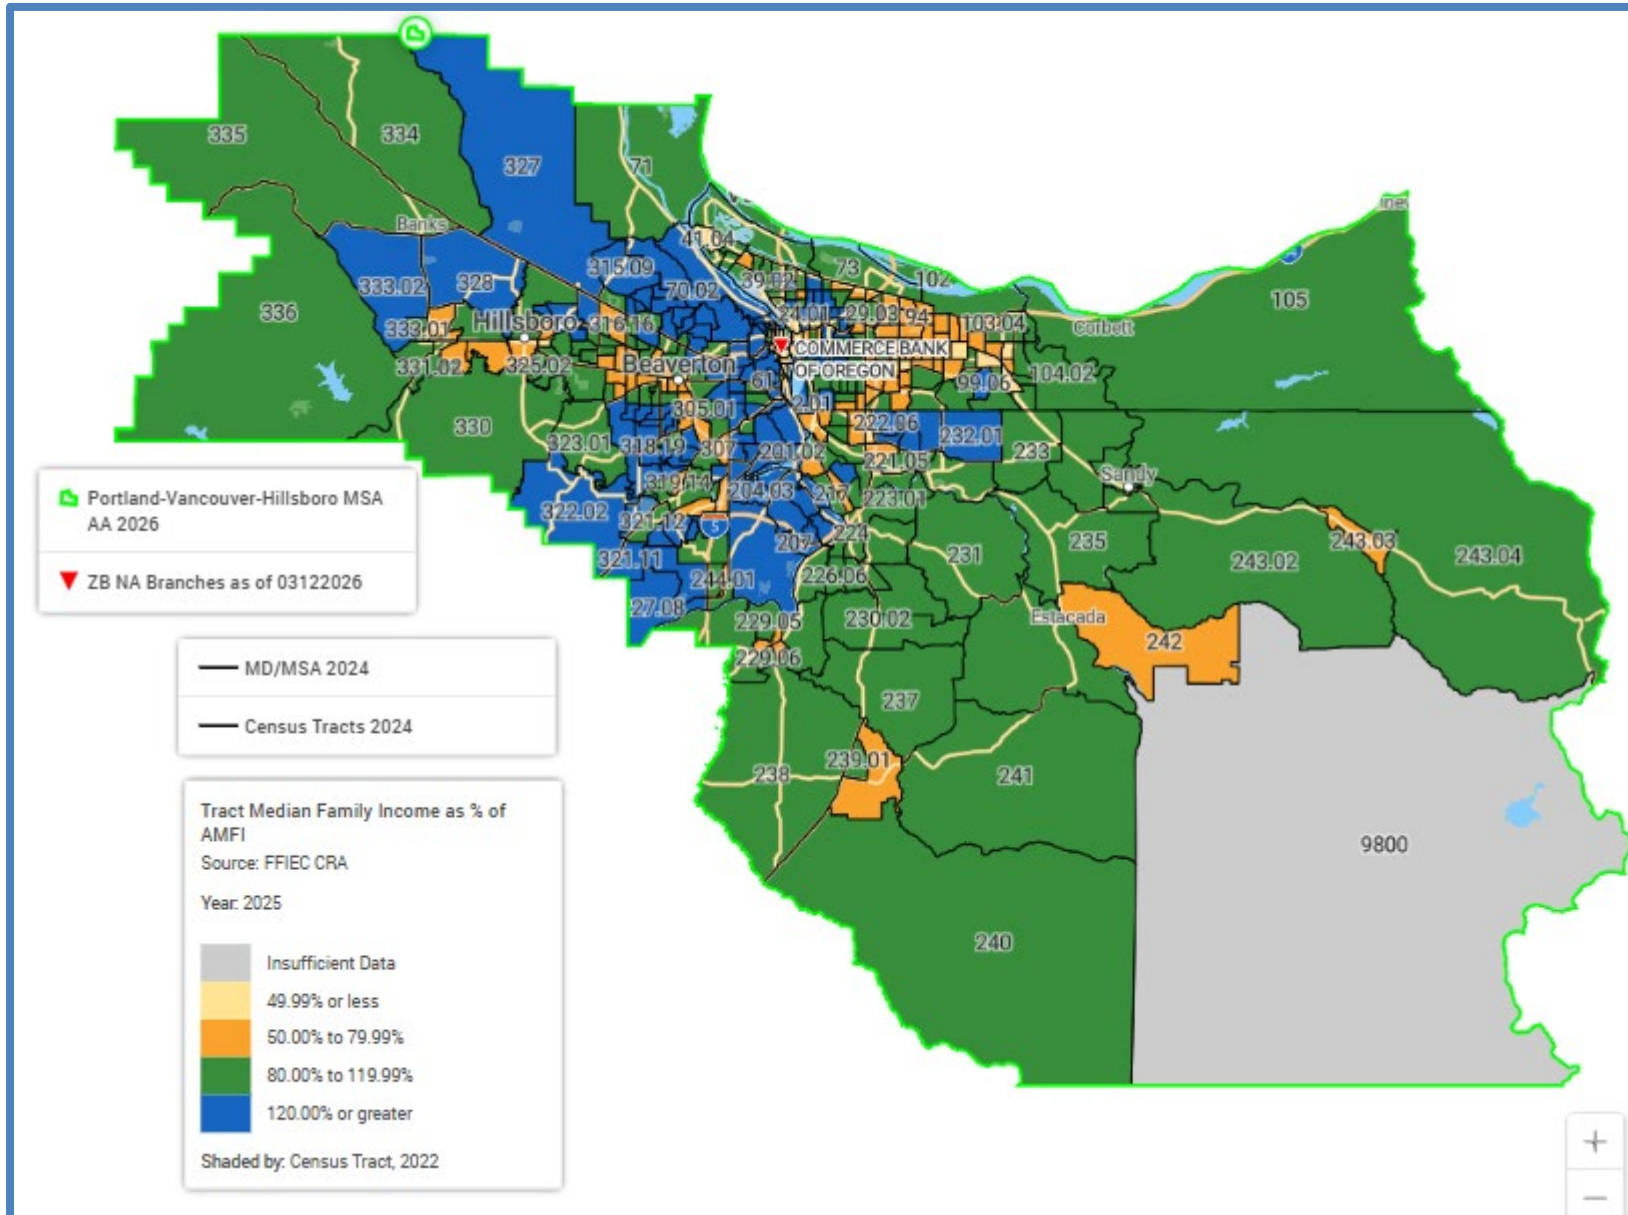 335
334
327
71
Banks
41.04
105
315.09
39.02
73
102
333.02
328
70.02
336
24.01
29.03
94
333.01
Hillsboro
316.16
103.04
Corbett
COMMERCE BANK
OF OREGON
331.02
325.02
Beaverton
61
99.06
104.02
305.01
2.01
330
222.06
232.01
323.01
318.19
307
201.02
221.05
233
Sandy
319.14
204.03
217
223.01
322.02
321.12
5
207
224
231
235
243.03
243.02
243.04
321.11
244.01
226.06
27.08
229.05
230.02
Estacada
242
229.06
237
238
239.01
241
9800
240
Portland-Vancouver-Hillsboro MSA
AA 2026
ZB NA Branches as of 03122026
MD/MSA 2024
Census Tracts 2024
Tract Median Family Income as % of
AMFI
Source: FFIEC CRA
Year: 2025
Insufficient Data
49.99% or less
50.00% to 79.99%
80.00% to 119.99%
120.00% or greater
Shaded by: Census Tract, 2022
+
−